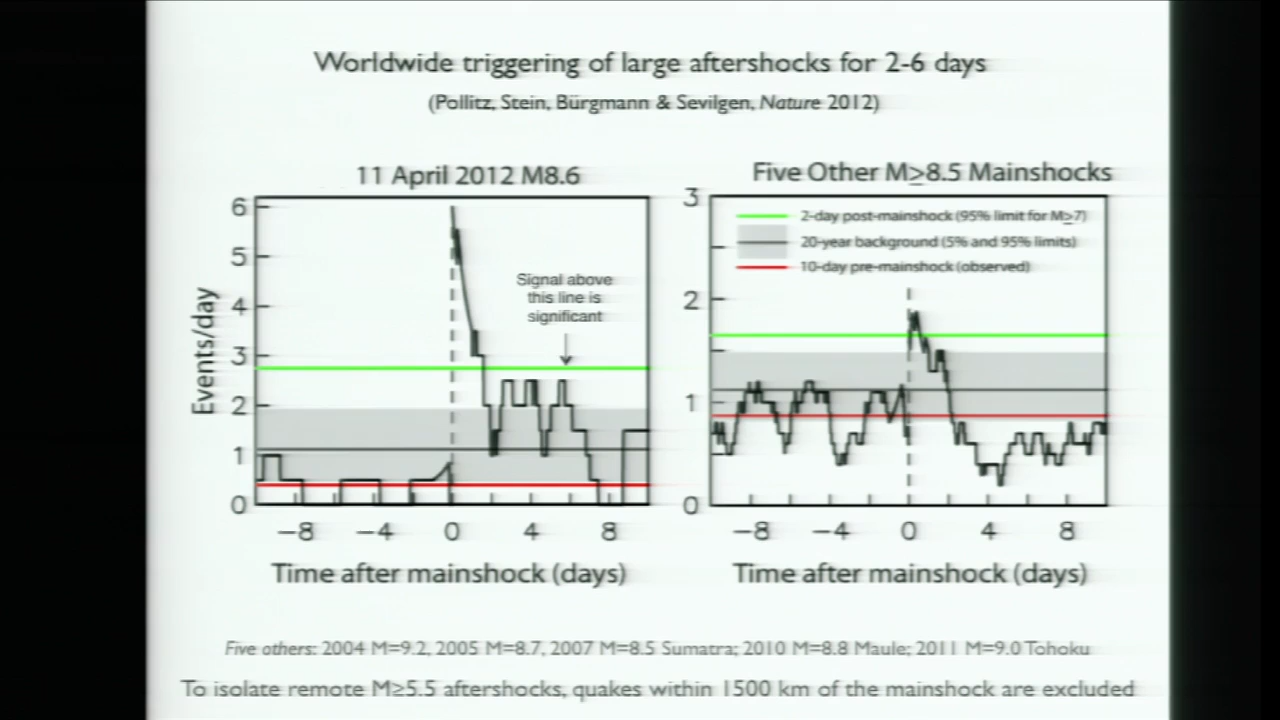 Worldwide triggering of large aftershocks for 2-6 days
(Pollitz, Stein, Bürgmann & Sevilgen, Nature 2012)
11 April 2012 M8.6
Five Other M≥8.5 Mainshocks
Events/day
6
5
4
3
2
1
0
Signal above
this line is
significant
−8
−4
0
4
8
Time after mainshock (days)
3
2
1
0
2-day post-mainshock (95% limit for M≥7)
20-year background (5% and 95% limits)
10-day pre-mainshock (observed)
−8
−4
0
4
8
Time after mainshock (days)
Five others: 2004 M=9.2, 2005 M=8.7, 2007 M=8.5 Sumatra; 2010 M=8.8 Maule; 2011 M=9.0 Tohoku
To isolate remote M≥5.5 aftershocks, quakes within 1500 km of the mainshock are excluded